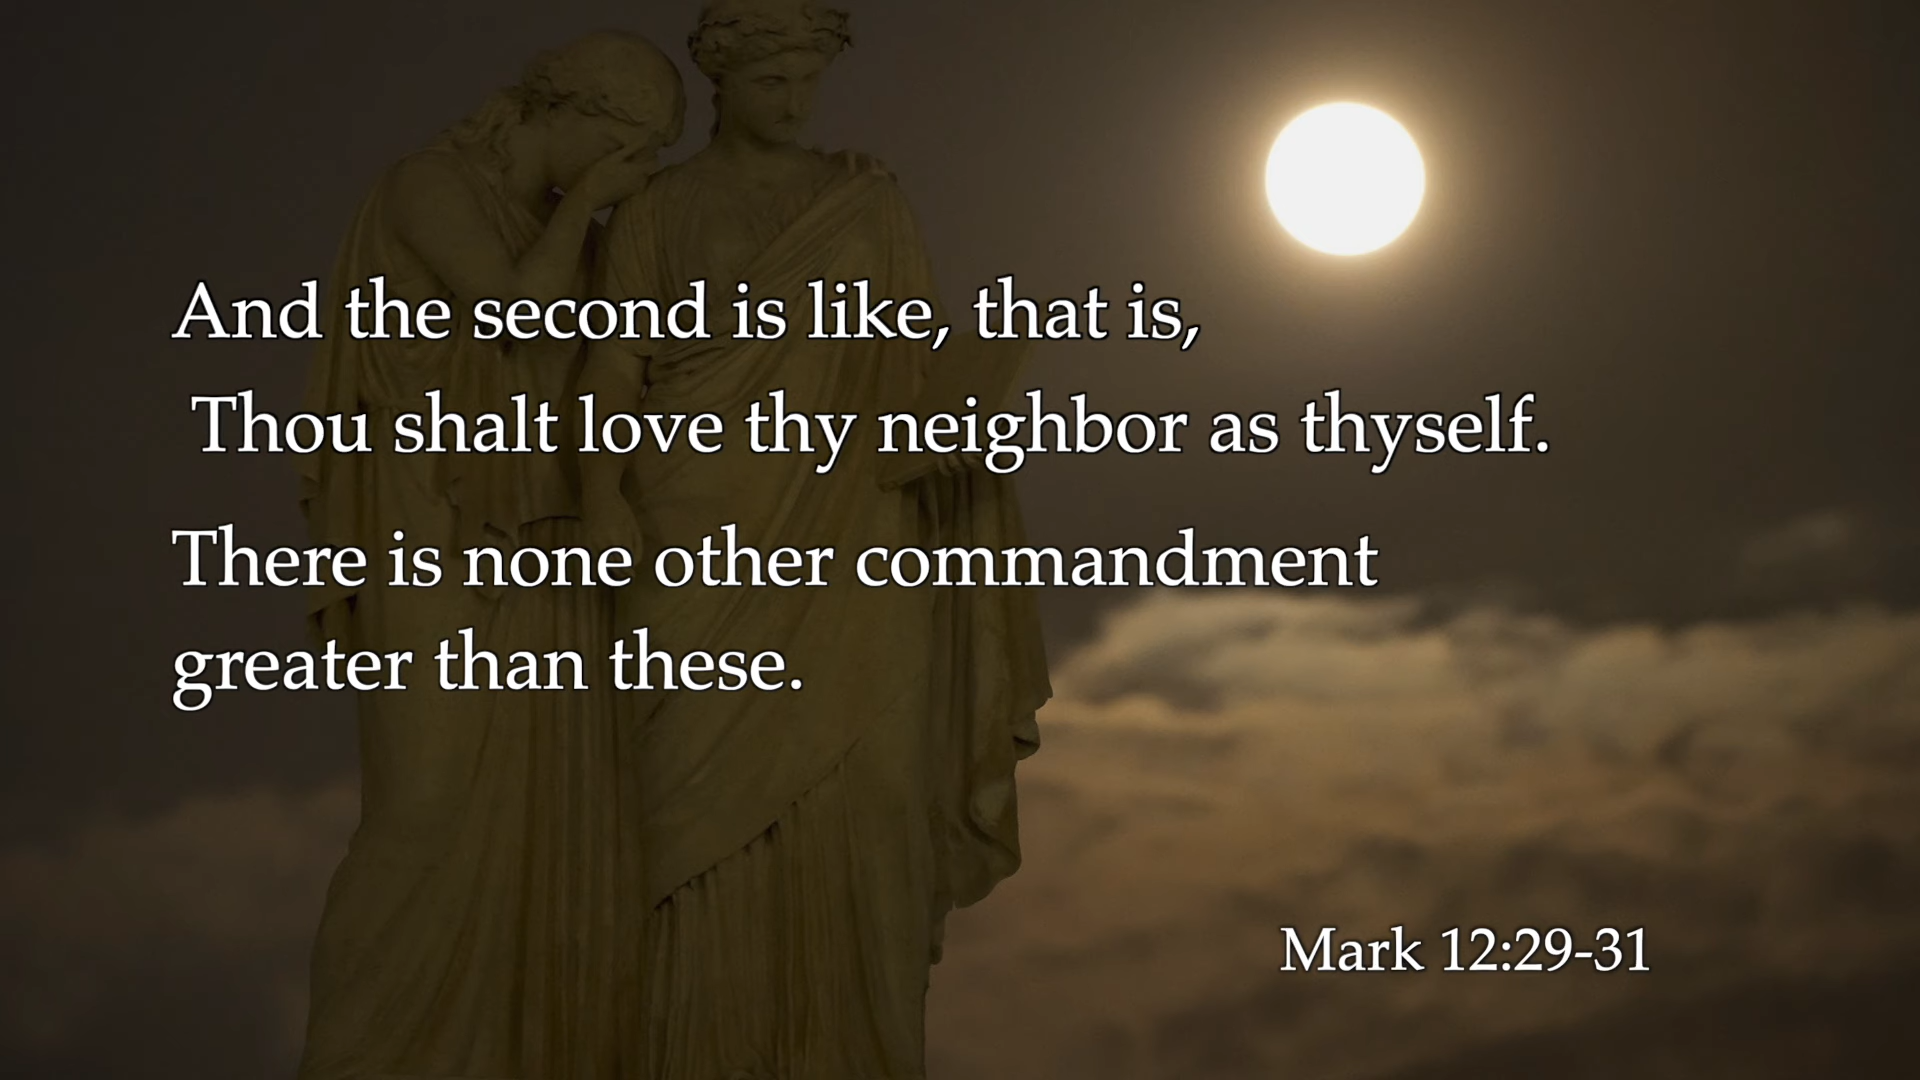 And the second is like, that is,
Thou shalt love thy neighbor as thyself.
There is none other commandment
greater than these.
Mark 12:29-31